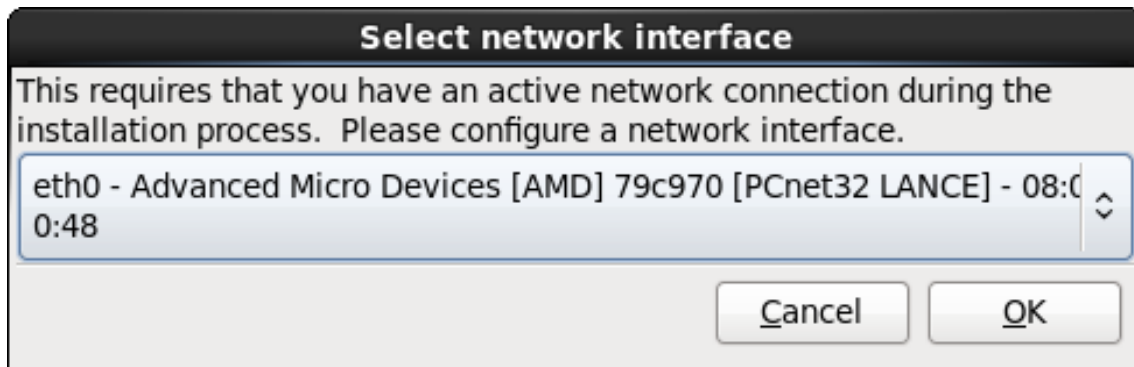 Select network interface
This requires that you have an active network connection during the
installation process.  Please configure a network interface.
eth0 - Advanced Micro Devices [AMD] 79c970 [PCnet32 LANCE] - 08:0
0:48
Cancel
OK